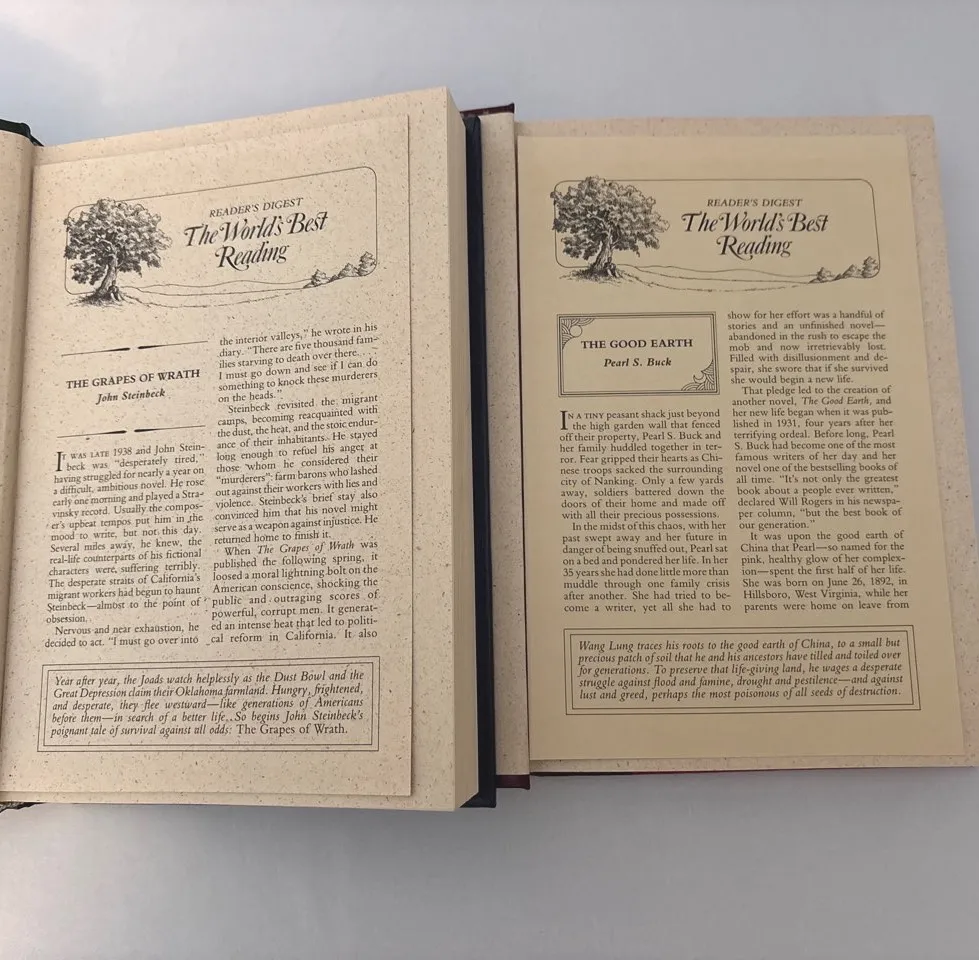 READER'S DIGEST
The World's Best
Reading
THE GRAPES OF WRATH
John Steinbeck
IT WAS LATE 1938 and John Stein-
beck was "desperately tired,"
having struggled for nearly a year on
a difficult, ambitious novel. He rose
early one morning and played a Stra-
vinsky record. Usually the compos-
er's upbeat tempos put him in the
mood to write, but not this day.
Several miles away, he knew, the
real-life counterparts of his fictional
characters were suffering terribly.
The desperate straits of California's
migrant workers had begun to haunt
Steinbeck—almost to the point of
obsession.
Nervous and near exhaustion, he
decided to act. "I must go over into
the interior valleys," he wrote in his
diary. "There are five thousand fam-
ilies starving to death over there. . . .
I must go down and see if I can do
something to knock these murderers
on the heads."
Steinbeck revisited the migrant
camps, becoming reacquainted with
the dust, the heat, and the stoic endur-
ance of their inhabitants. He stayed
long enough to refuel his anger at
those whom he considered their
"murderers": farm barons who lashed
out against their workers with lies and
violence. Steinbeck's brief stay also
convinced him that his novel might
serve as a weapon against injustice. He
returned home to finish it.
When The Grapes of Wrath was
published the following spring, it
loosed a moral lightning bolt on the
American conscience, shocking the
public and outraging scores of
powerful, corrupt men. It generat-
ed an intense heat that led to politi-
cal reform in California. It also
Year after year, the Joads watch helplessly as the Dust Bowl and the
Great Depression claim their Oklahoma farmland. Hungry, frightened,
and desperate, they flee westward—like generations of Americans
before them—in search of a better life. So begins John Steinbeck's
poignant tale of survival against all odds: The Grapes of Wrath.
READER'S DIGEST
The World's Best
Reading
THE GOOD EARTH
Pearl S. Buck
IN A TINY peasant shack just beyond
the high garden wall that fenced
off their property, Pearl S. Buck and
her family huddled together in ter-
ror. Fear gripped their hearts as Chi-
nese troops sacked the surrounding
city of Nanking. Only a few yards
away, soldiers battered down the
doors of their home and made off
with all their precious possessions.
In the midst of this chaos, with her
past swept away and her future in
danger of being snuffed out, Pearl sat
on a bed and pondered her life. In her
35 years she had done little more than
muddle through one family crisis
after another. She had tried to be-
come a writer, yet all she had to
show for her effort was a handful of
stories and an unfinished novel—
abandoned in the rush to escape the
mob and now irretrievably lost.
Filled with disillusionment and de-
spair, she swore that if she survived
she would begin a new life.
That pledge led to the creation of
another novel, The Good Earth, and
her new life began when it was pub-
lished in 1931, four years after her
terrifying ordeal. Before long, Pearl
S. Buck had become one of the most
famous writers of her day and her
novel one of the bestselling books of
all time. "It's not only the greatest
book about a people ever written,"
declared Will Rogers in his newspa-
per column, "but the best book of
our generation."
It was upon the good earth of
China that Pearl—so named for the
pink, healthy glow of her complex-
ion—spent the first half of her life.
She was born on June 26, 1892, in
Hillsboro, West Virginia, while her
parents were home on leave from
Wang Lung traces his roots to the good earth of China, to a small but
precious patch of soil that he and his ancestors have tilled and toiled over
for generations. To preserve that life-giving land, he wages a desperate
struggle against flood and famine, drought and pestilence—and against
lust and greed, perhaps the most poisonous of all seeds of destruction.